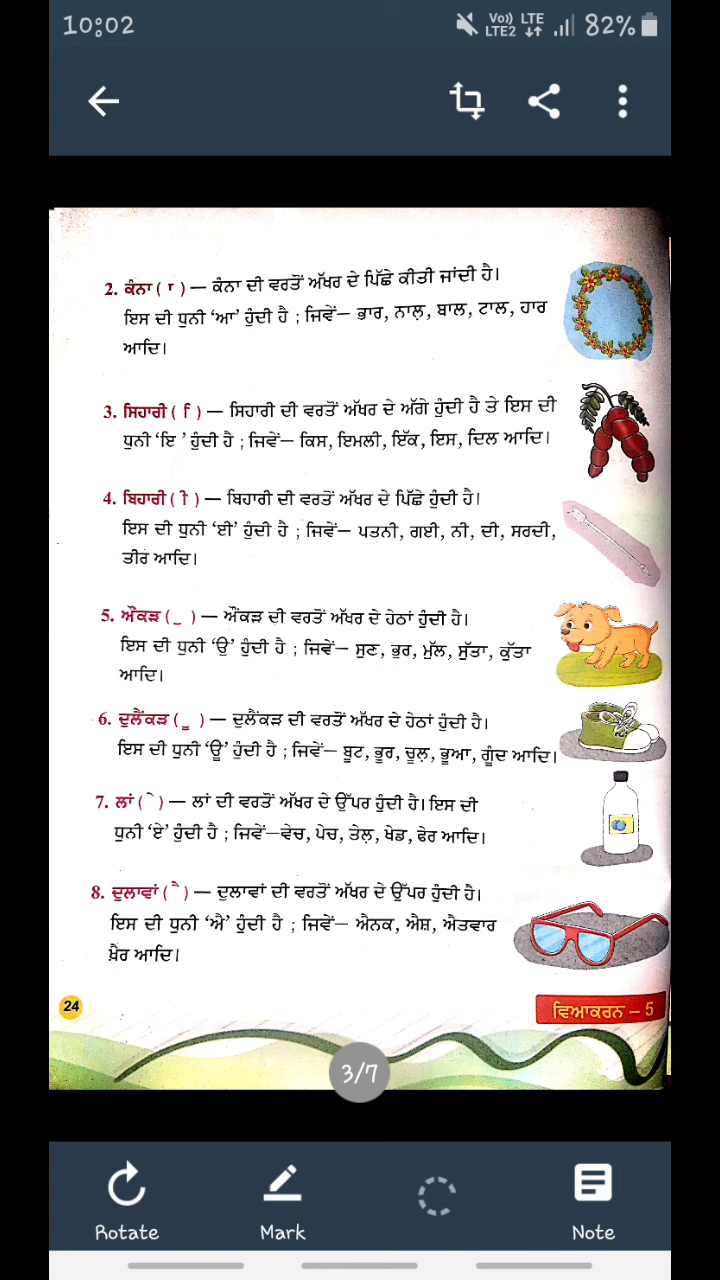 10:02
Vo)) LTE2 LTE 82%
2. ਕੰਨਾ ( ਾ ) — ਕੰਨਾ ਦੀ ਵਰਤੋਂ ਅੱਖਰ ਦੇ ਪਿੱਛੇ ਕੀਤੀ ਜਾਂਦੀ ਹੈ।
ਇਸ ਦੀ ਧੁਨੀ ‘ਆ’ ਹੁੰਦੀ ਹੈ ; ਜਿਵੇਂ— ਭਾਰ, ਨਾਲ਼, ਬਾਲ, ਟਾਲ, ਹਾਰ
ਆਦਿ।
3. ਸਿਹਾਰੀ ( ਿ ) — ਸਿਹਾਰੀ ਦੀ ਵਰਤੋਂ ਅੱਖਰ ਦੇ ਅੱਗੇ ਹੁੰਦੀ ਹੈ ਤੇ ਇਸ ਦੀ
ਧੁਨੀ ‘ਇ ’ ਹੁੰਦੀ ਹੈ ; ਜਿਵੇਂ— ਕਿਸ, ਇਮਲੀ, ਇੱਕ, ਇਸ, ਦਿਲ ਆਦਿ।
4. ਬਿਹਾਰੀ ( ੀ ) — ਬਿਹਾਰੀ ਦੀ ਵਰਤੋਂ ਅੱਖਰ ਦੇ ਪਿੱਛੇ ਹੁੰਦੀ ਹੈ।
ਇਸ ਦੀ ਧੁਨੀ ‘ਈ’ ਹੁੰਦੀ ਹੈ ; ਜਿਵੇਂ— ਪਤਨੀ, ਗਈ, ਨੀ, ਦੀ, ਸਰਦੀ,
ਤੀਰ ਆਦਿ।
5. ਔਂਕੜ ( ੁ ) — ਔਂਕੜ ਦੀ ਵਰਤੋਂ ਅੱਖਰ ਦੇ ਹੇਠਾਂ ਹੁੰਦੀ ਹੈ।
ਇਸ ਦੀ ਧੁਨੀ ‘ਉ’ ਹੁੰਦੀ ਹੈ ; ਜਿਵੇਂ— ਸੁਣ, ਭੁਰ, ਮੁੱਲ, ਸੁੱਤਾ, ਕੁੱਤਾ
ਆਦਿ।
6. ਦੁਲੈਂਕੜ ( ੂ ) — ਦੁਲੈਂਕੜ ਦੀ ਵਰਤੋਂ ਅੱਖਰ ਦੇ ਹੇਠਾਂ ਹੁੰਦੀ ਹੈ।
ਇਸ ਦੀ ਧੁਨੀ ‘ਊ’ ਹੁੰਦੀ ਹੈ ; ਜਿਵੇਂ— ਬੂਟ, ਭੂਰ, ਚੂਲ਼, ਭੂਆ, ਗੂੰਦ ਆਦਿ।
7. ਲਾਂ ( ੇ ) — ਲਾਂ ਦੀ ਵਰਤੋਂ ਅੱਖਰ ਦੇ ਉੱਪਰ ਹੁੰਦੀ ਹੈ। ਇਸ ਦੀ
ਧੁਨੀ ‘ਏ’ ਹੁੰਦੀ ਹੈ ; ਜਿਵੇਂ—ਵੇਚ, ਪੇਚ, ਤੇਲ਼, ਖੇਡ, ਫੇਰ ਆਦਿ।
8. ਦੁਲਾਵਾਂ ( ੈ ) — ਦੁਲਾਵਾਂ ਦੀ ਵਰਤੋਂ ਅੱਖਰ ਦੇ ਉੱਪਰ ਹੁੰਦੀ ਹੈ।
ਇਸ ਦੀ ਧੁਨੀ ‘ਐ’ ਹੁੰਦੀ ਹੈ ; ਜਿਵੇਂ— ਐਨਕ, ਐਸ਼, ਐਤਵਾਰ
ਖ਼ੈਰ ਆਦਿ।
24
ਵਿਆਕਰਨ – 5
3/7
Rotate
Mark
Note